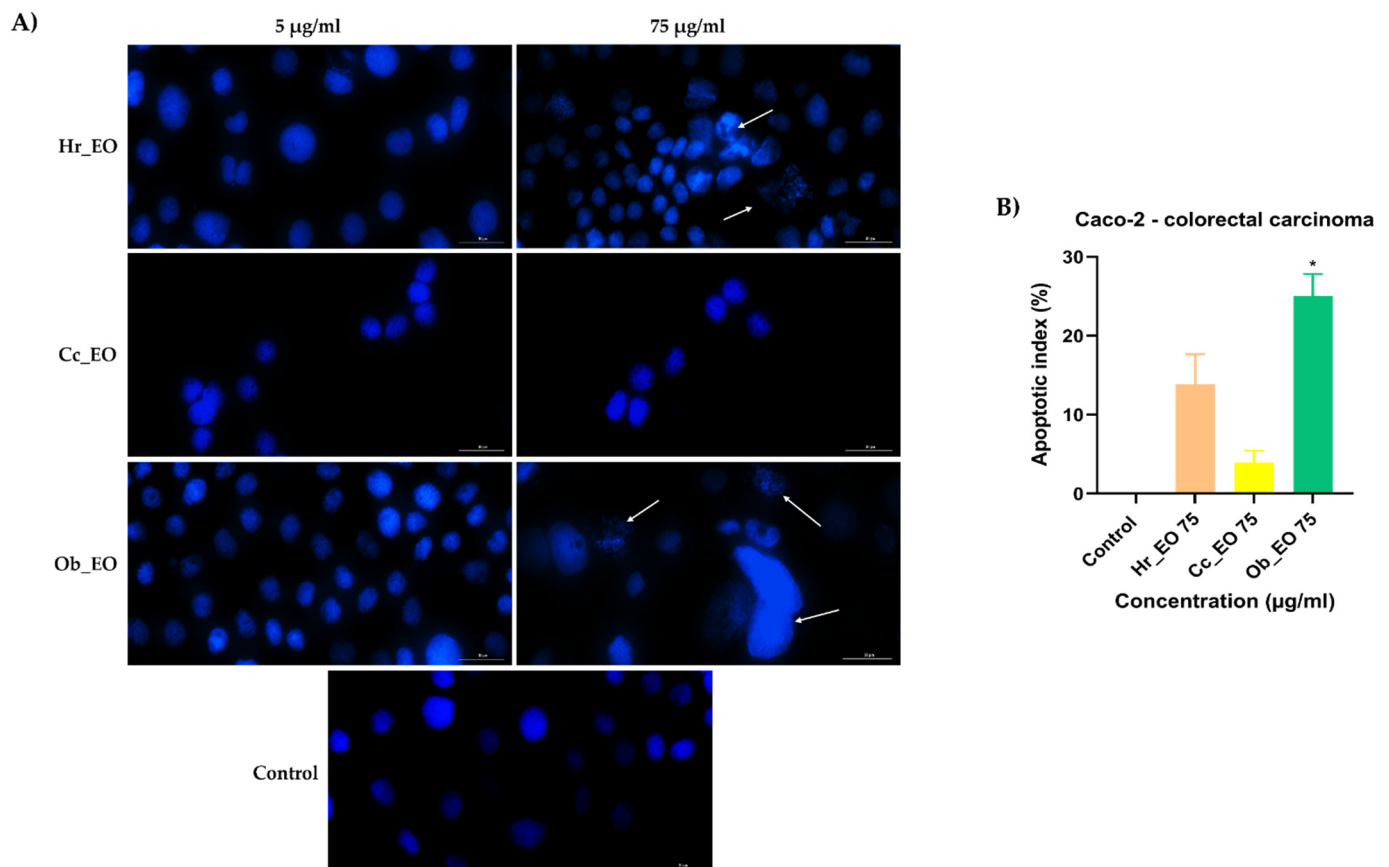 A)
5 µg/ml
75 µg/ml
Hr_EO
Cc_EO
Ob_EO
Control
B)
Caco-2 - colorectal carcinoma
Apoptotic index (%)
30
20
10
0
*
Control
Hr_EO 75
Cc_EO 75
Ob_EO 75
Concentration (µg/ml)